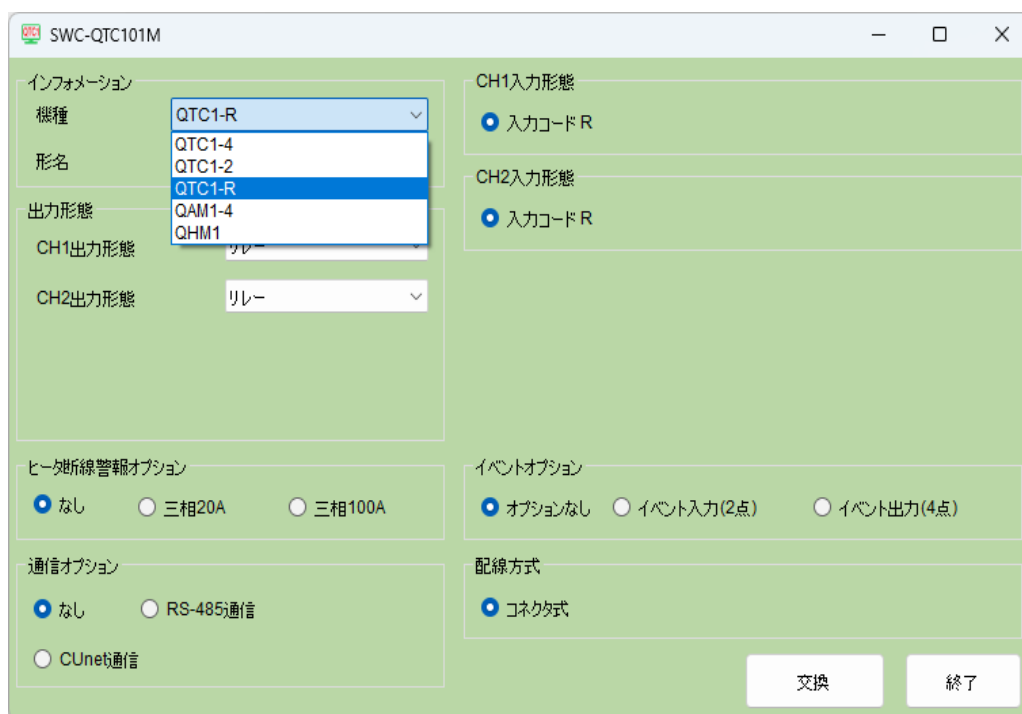 QTC1 SWC-QTC101M
インフォメーション
機種 QTC1-R
QTC1-4
QTC1-2
QTC1-R
QAM1-4
QHM1
形名
出力形態
CH1出力形態 リレー
CH2出力形態 リレー
CH1入力形態
入力コード R
CH2入力形態
入力コード R
ヒータ断線警報オプション
なし 三相20A 三相100A
イベントオプション
オプションなし イベント入力(2点) イベント出力(4点)
通信オプション
なし RS-485通信
CUnet通信
配線方式
コネクタ式
交換 終了